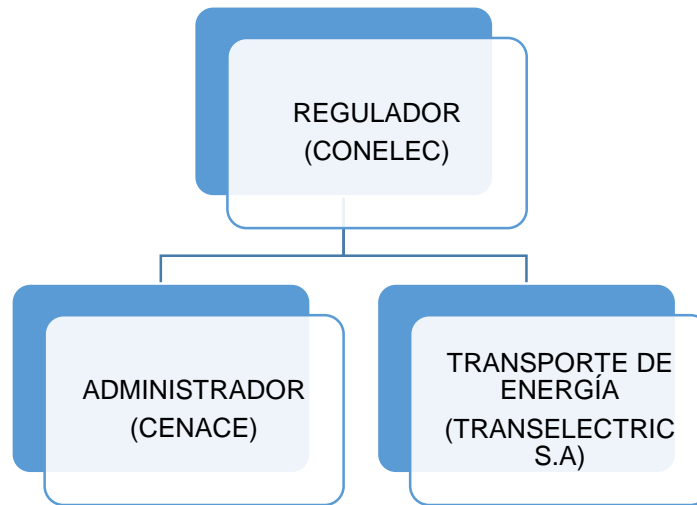 REGULADOR
(CONELEC)
ADMINISTRADOR
(CENACE)
TRANSPORTE DE
ENERGÍA
(TRANSELECTRIC
S.A)